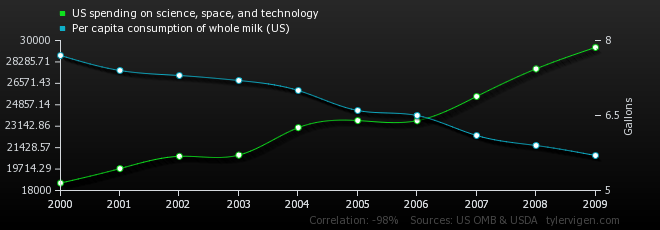 US spending on science, space, and technology
Per capita consumption of whole milk (US)
30000
28285.71
26571.43
24857.14
23142.86
21428.57
19714.29
18000
8
6.5
5
Gallons
2000 2001 2002 2003 2004 2005 2006 2007 2008 2009
Correlation: -98% Sources: US OMB & USDA tylervigen.com